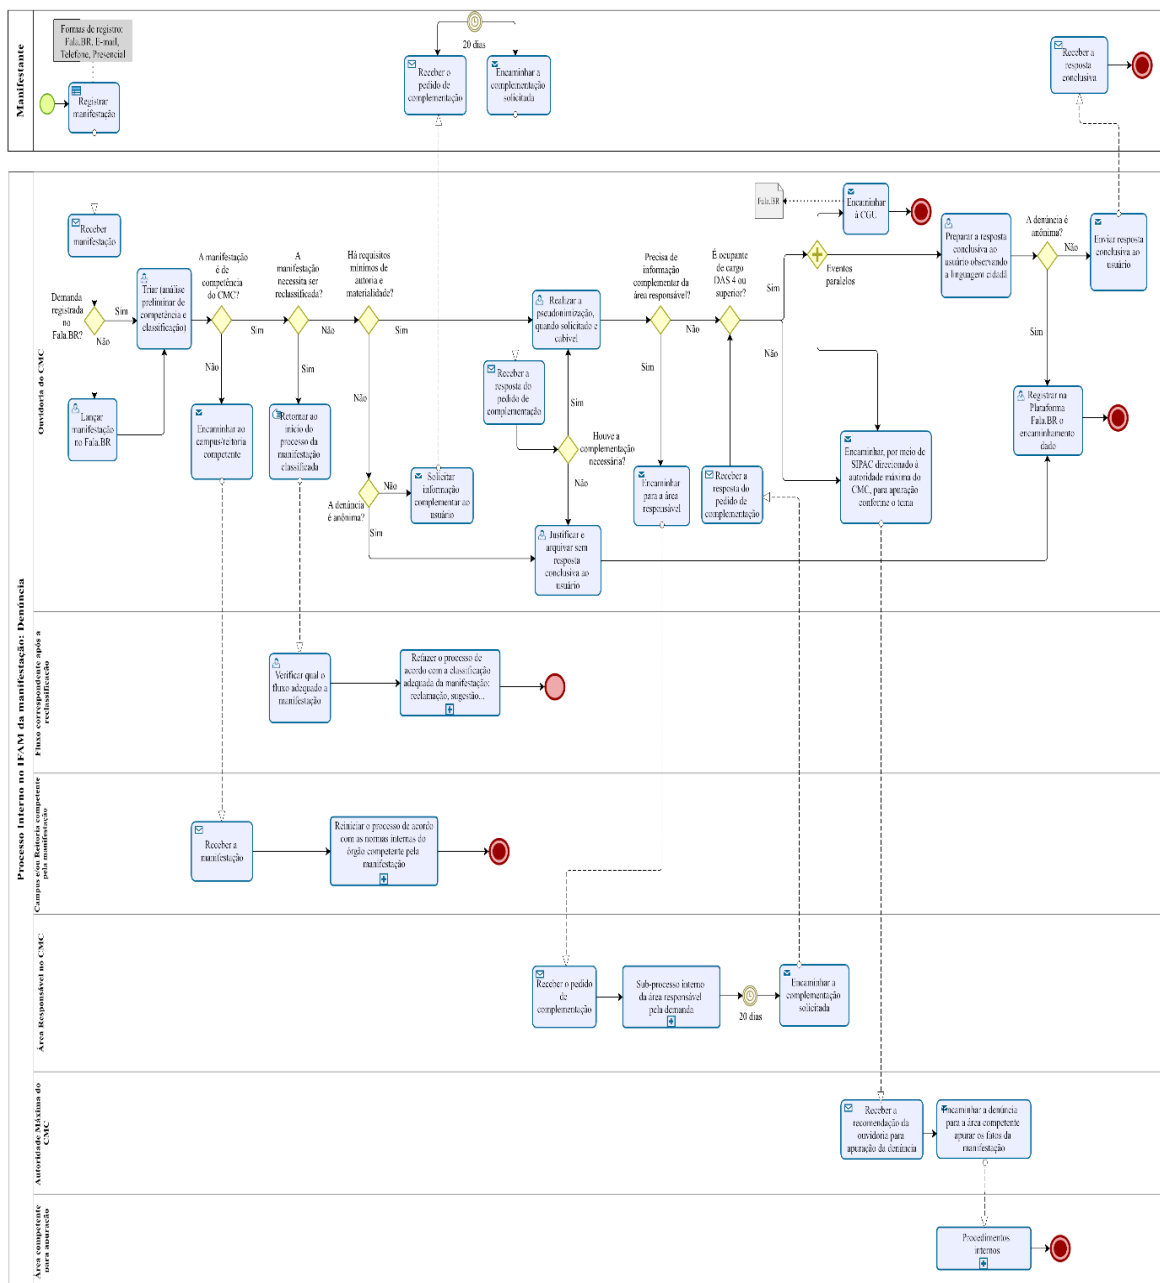 Manifestante
Formas de registro:
Fala.BR, E-mail,
Telefone, Presencial
Registrar
manifestação
20 dias
Receber o
pedido de
complementação
Encaminhar a
complementação
solicitada
Receber a
resposta
conclusiva
Processo Interno no IFAM da manifestação: Denúncia
Ouvidoria do CMC
Receber
manifestação
Demanda
registrada
no
Fala.BR?
Sim
Não
Lançar
manifestação
no Fala.BR
Triar (análise
preliminar de
competência e
classificação)
A manifestação
é de
competência
do CMC?
Sim
Não
Encaminhar ao
campus/reitoria
competente
A
manifestação
necessita ser
reclassificada?
Não
Sim
Retornar ao
início do
processo da
manifestação
classificada
Há requisitos
mínimos de
autoria e
materialidade?
Sim
Não
A denúncia
é anônima?
Não
Sim
Solicitar
informação
complementar ao
usuário
Realizar a
pseudonimização,
quando solicitado e
cabível
Receber a
resposta do
pedido de
complementação
Sim
Houve a
complementação
necessária?
Não
Justificar e
arquivar sem
resposta
conclusiva ao
usuário
Precisa de
informação
complementar da
área responsável?
Não
Sim
Encaminhar
para a área
responsável
É ocupante
de cargo
DAS 4 ou
superior?
Sim
Não
Receber a
resposta do
pedido de
complementação
Fala.BR
Encaminhar
à CGU
Eventos
paralelos
Encaminhar, por meio de
SIPAC direcionado à
autoridade máxima do
CMC, para apuração
conforme o tema
Preparar a resposta
conclusiva ao
usuário observando
a linguagem cidadã
A denúncia é
anônima?
Não
Sim
Enviar resposta
conclusiva ao
usuário
Registrar na
Plataforma
Fala.BR o
encaminhamento
dado
Fluxo correspondente após a
reclassificação
Verificar qual o
fluxo adequado a
manifestação
Refazer o processo de
acordo com a classificação
adequada da manifestação:
reclamação, sugestão...
Campus e/ou Reitoria competente
pela manifestação
Receber a
manifestação
Reiniciar o processo de acordo
com as normas internas do
órgão competente pela
manifestação
Área Responsável no CMC
Receber o pedido
de
complementação
Sub-processo interno
da área responsável
pela demanda
20 dias
Encaminhar a
complementação
solicitada
Autoridade Máxima do
CMC
Receber a
recomendação da
ouvidoria para
apuração da denúncia
Encaminhar a denúncia
para a área competente
apurar os fatos da
manifestação
Área competente
para apuração
Procedimentos
internos